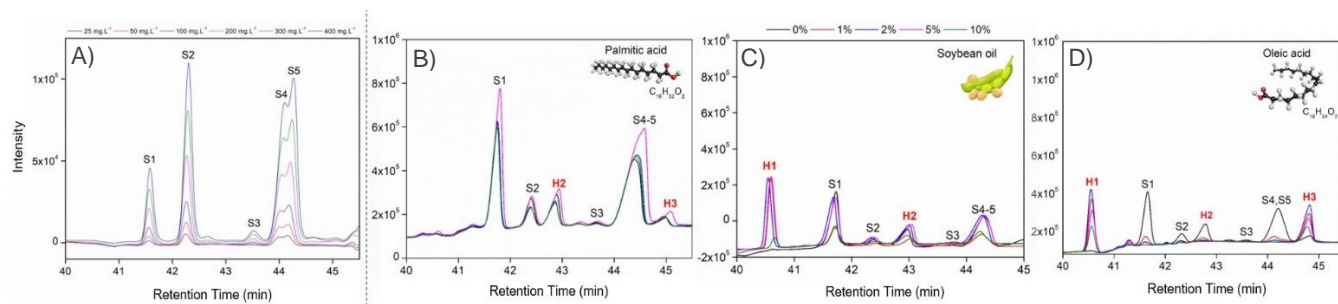 25 mg.L⁻¹ 50 mg.L⁻¹ 100 mg.L⁻¹ 200 mg.L⁻¹ 300 mg.L⁻¹ 400 mg.L⁻¹
A)
S1
S2
S3
S4
S5
1x10⁵
5x10⁴
0
Intensity
40 41 42 43 44 45
Retention Time (min)
B)
Palmitic acid
C₁₆H₃₂O₂
S1
S2
H2
S3
S4-5
H3
1x10⁶
8x10⁵
6x10⁵
4x10⁵
2x10⁵
0
40 41 42 43 44 45
Retention Time (min)
0% 1% 2% 5% 10%
C)
Soybean oil
H1
S1
S2
H2
S3
S4-5
1x10⁶
8x10⁵
6x10⁵
4x10⁵
2x10⁵
0
-2x10⁵
40 41 42 43 44 45
Retention Time (min)
D)
Oleic acid
H1
S1
S2
H2
S3
S4,S5
H3
1x10⁶
8x10⁵
6x10⁵
4x10⁵
2x10⁵
40 41 42 43 44 45
Retention Time (min)